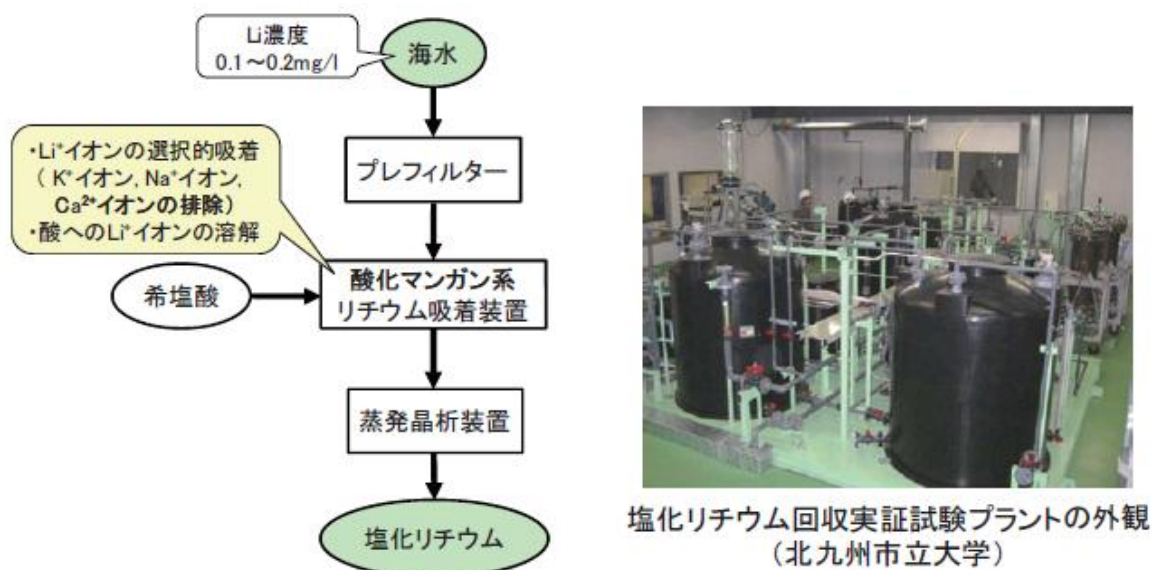 Li濃度
0.1～0.2mg/l
海水
プレフィルター
・Li⁺イオンの選択的吸着
( K⁺イオン, Na⁺イオン,
Ca²⁺イオンの排除)
・酸へのLi⁺イオンの溶解
希塩酸
酸化マンガン系
リチウム吸着装置
蒸発晶析装置
塩化リチウム
塩化リチウム回収実証試験プラントの外観
(北九州市立大学)